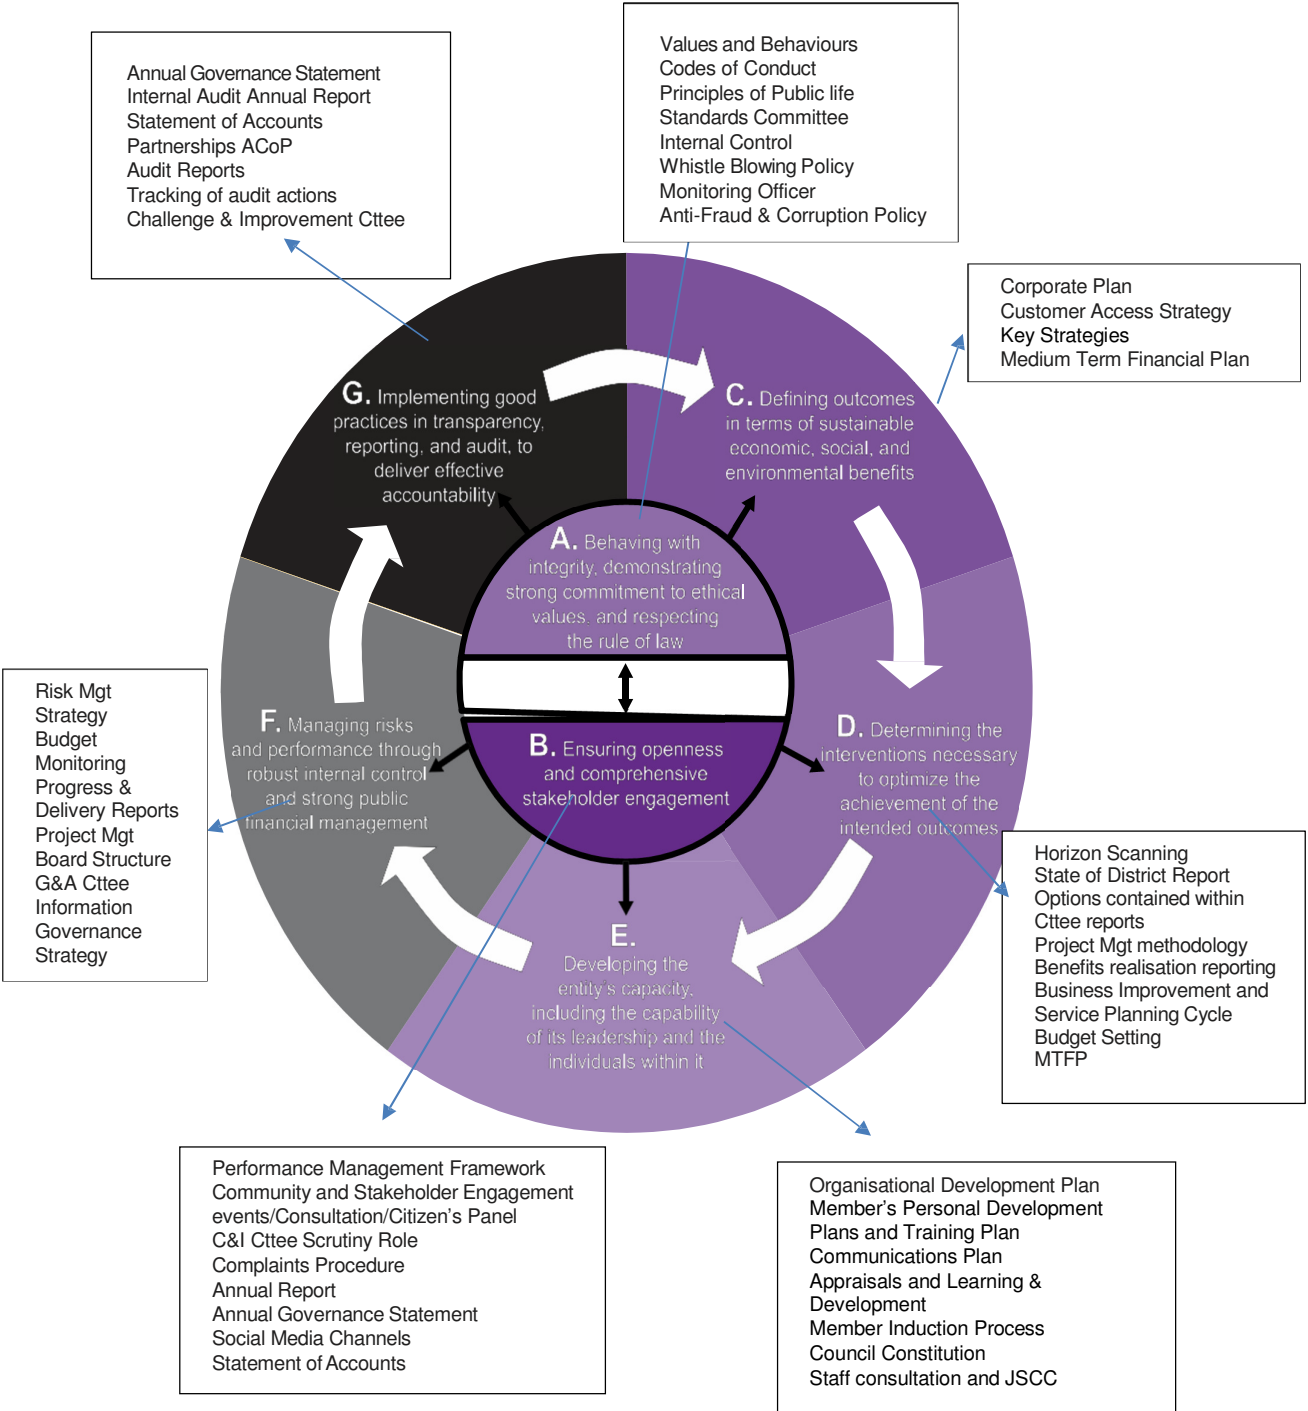 Annual Governance Statement
Internal Audit Annual Report
Statement of Accounts
Partnerships ACoP
Audit Reports
Tracking of audit actions
Challenge & Improvement Cttee
Values and Behaviours
Codes of Conduct
Principles of Public life
Standards Committee
Internal Control
Whistle Blowing Policy
Monitoring Officer
Anti-Fraud & Corruption Policy
Corporate Plan
Customer Access Strategy
Key Strategies
Medium Term Financial Plan
G. Implementing good
practices in transparency,
reporting, and audit, to
deliver effective
accountability
C. Defining outcomes
in terms of sustainable
economic, social, and
environmental benefits
A. Behaving with
integrity, demonstrating
strong commitment to ethical
values, and respecting
the rule of law
Risk Mgt
Strategy
Budget
Monitoring
Progress &
Delivery Reports
Project Mgt
Board Structure
G&A Cttee
Information
Governance
Strategy
F. Managing risks
and performance through
robust internal control
and strong public
financial management
B. Ensuring openness
and comprehensive
stakeholder engagement
D. Determining the
interventions necessary
to optimize the
achievement of the
intended outcomes
Horizon Scanning
State of District Report
Options contained within
Cttee reports
Project Mgt methodology
Benefits realisation reporting
Business Improvement and
Service Planning Cycle
Budget Setting
MTFP
E.
Developing the
entity's capacity,
including the capability
of its leadership and the
individuals within it
Performance Management Framework
Community and Stakeholder Engagement
events/Consultation/Citizen's Panel
C&I Cttee Scrutiny Role
Complaints Procedure
Annual Report
Annual Governance Statement
Social Media Channels
Statement of Accounts
Organisational Development Plan
Member's Personal Development
Plans and Training Plan
Communications Plan
Appraisals and Learning &
Development
Member Induction Process
Council Constitution
Staff consultation and JSCC